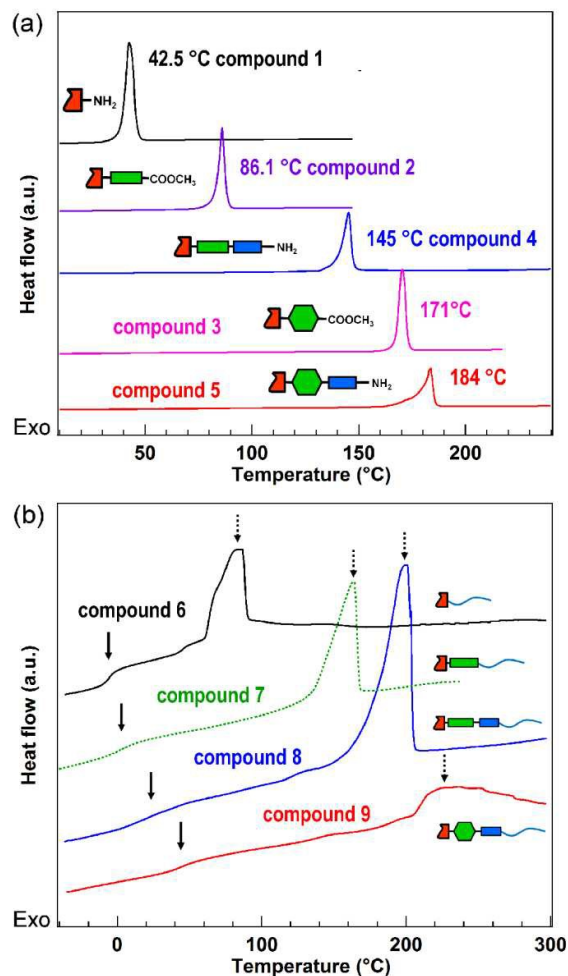 (a)
42.5 °C compound 1
NH₂
86.1 °C compound 2
COOCH₃
145 °C compound 4
NH₂
compound 3
171°C
COOCH₃
compound 5
184 °C
NH₂
Heat flow (a.u.)
Exo
0 50 100 150 200
Temperature (°C)
(b)
compound 6
compound 7
compound 8
compound 9
Heat flow (a.u.)
Exo
0 100 200 300
Temperature (°C)